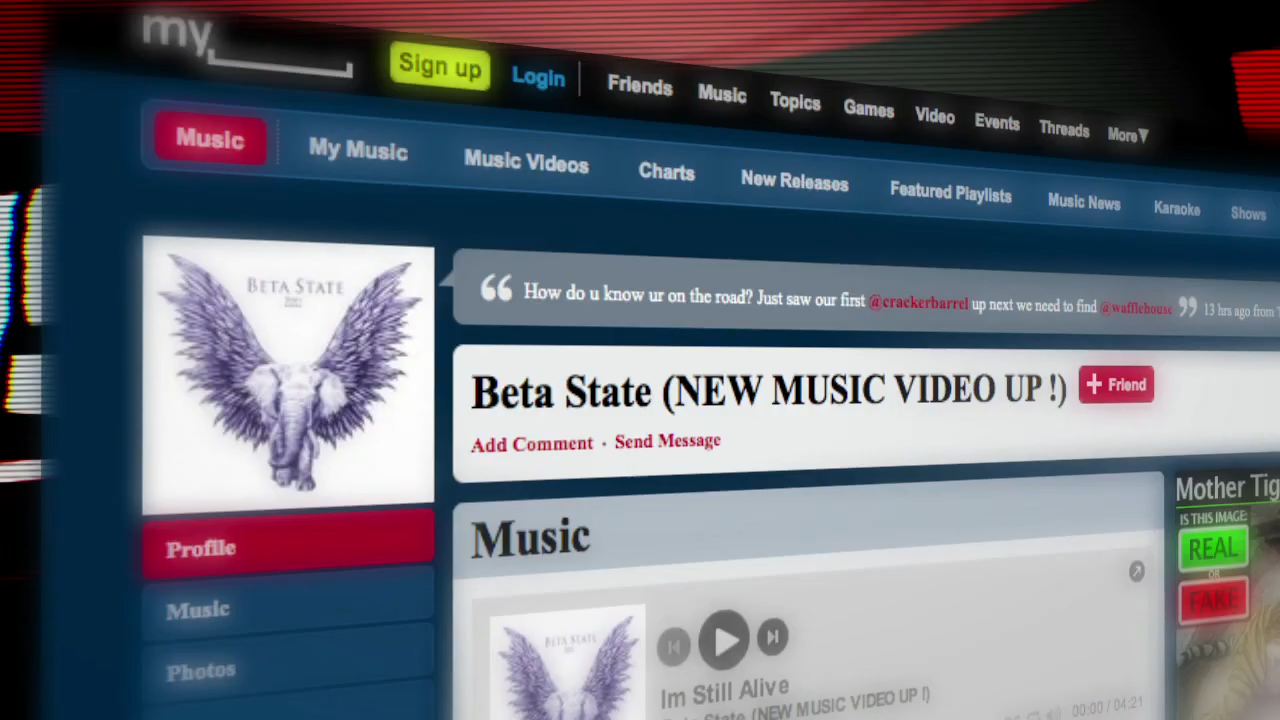 my
Sign up Login Friends Music Topics Games Video Events Threads More
Music My Music Music Videos Charts New Releases Featured Playlists Music News Karaoke Shows
BETA STATE
How do u know ur on the road? Just saw our first @crackerbarrel up next we need to find @wafflehouse 13 hrs ago from
Beta State (NEW MUSIC VIDEO UP !) + Friend
Add Comment · Send Message
Music
Mother Tig
IS THIS IMAGE:
REAL
OR
FAKE
Profile
Music
Photos
BETA STATE
Im Still Alive
Beta State (NEW MUSIC VIDEO UP !)
00:00 / 04:21